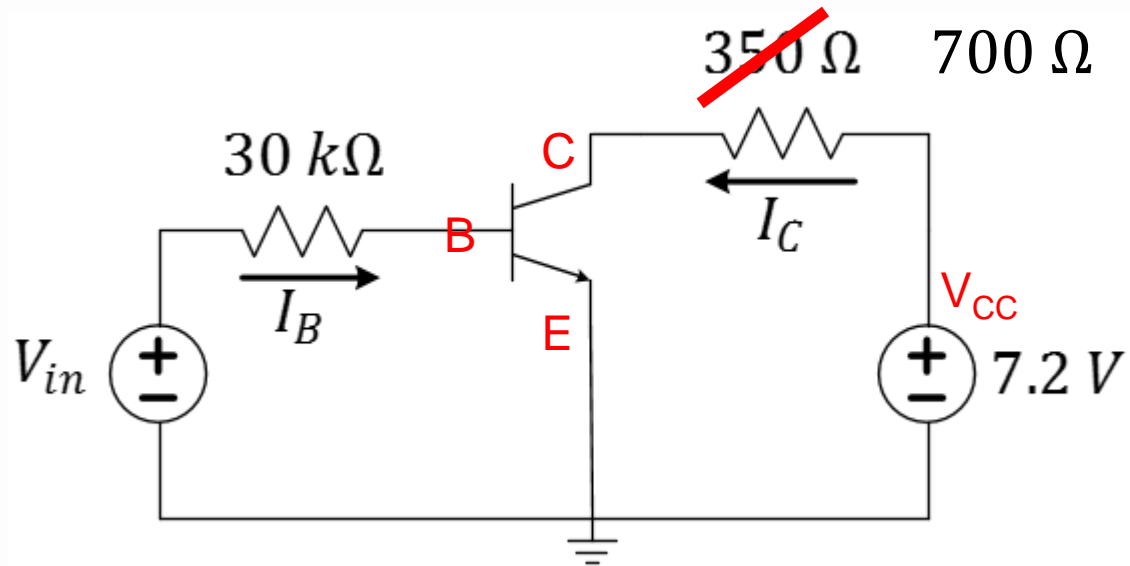 350 Ω 700 Ω
30 kΩ
C
B
I_C
I_B
E
V_CC
V_in
+
−
+
−
7.2 V